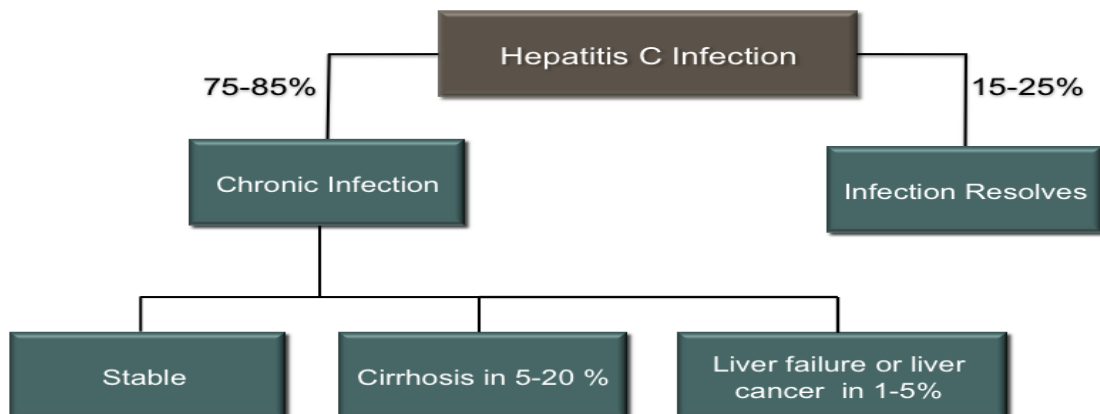 Hepatitis C Infection
75-85%
15-25%
Chronic Infection
Infection Resolves
Stable
Cirrhosis in 5-20 %
Liver failure or liver
cancer in 1-5%